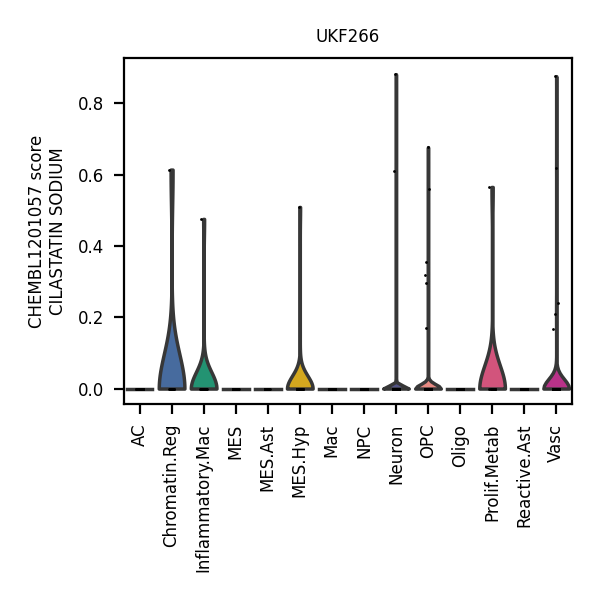 UKF266
CHEMBL1201057 score
CILASTATIN SODIUM
0.8
0.6
0.4
0.2
0.0
AC
Chromatin.Reg
Inflammatory.Mac
MES
MES.Ast
MES.Hyp
Mac
NPC
Neuron
OPC
Oligo
Prolif.Metab
Reactive.Ast
Vasc